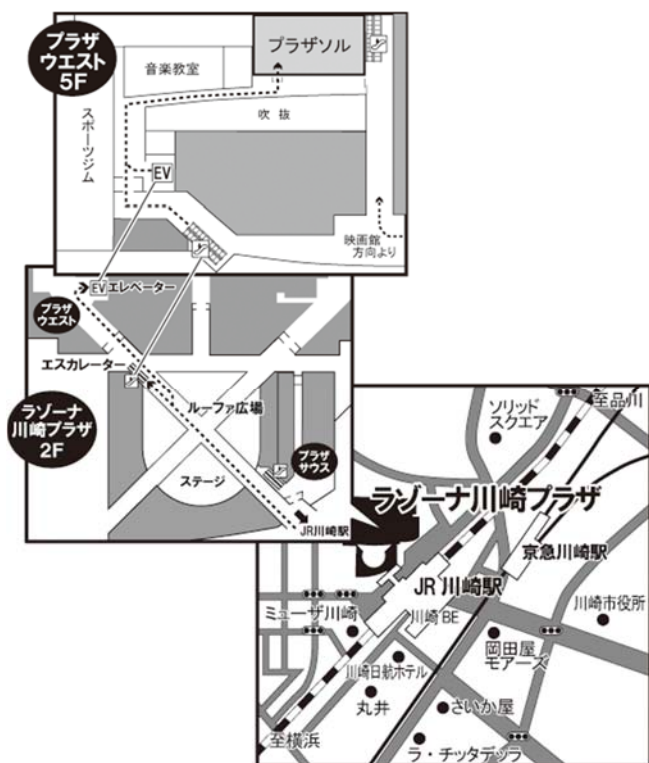 プラザ
ウエスト
5F
プラザソル
音楽教室
スポーツジム
吹抜
EV
映画館
方向より
EVエレベーター
プラザ
ウエスト
エスカレーター
ラゾーナ
川崎プラザ
2F
ルーファ広場
ステージ
プラザ
サウス
JR川崎駅
ソリッド
スクエア
至品川
ラゾーナ川崎プラザ
京急川崎駅
JR川崎駅
川崎BE
川崎市役所
ミューザ川崎
岡田屋
モアーズ
川崎日航ホテル
丸井
さいか屋
至横浜
ラ・チッタデッラ